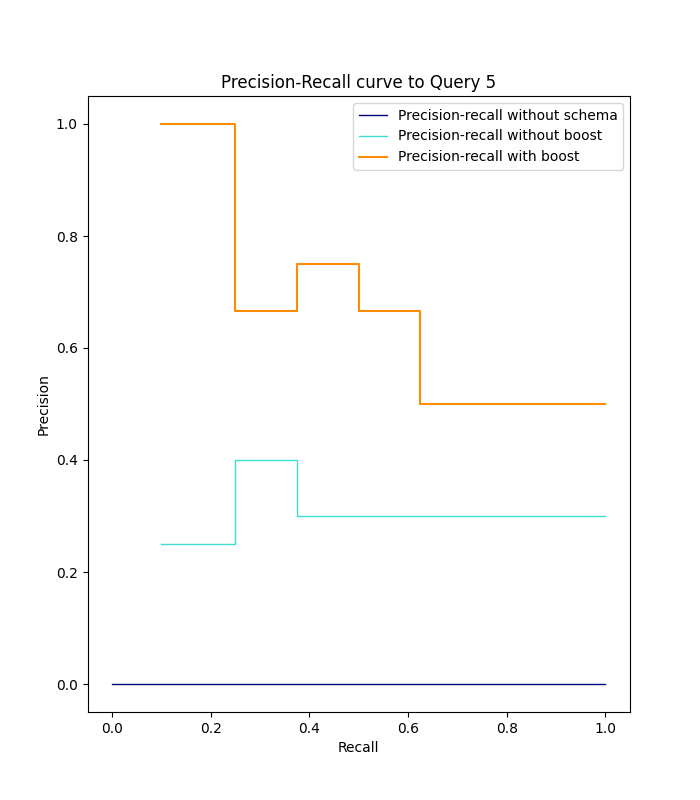 Precision-Recall curve to Query 5
Precision-recall without schema
Precision-recall without boost
Precision-recall with boost
1.0
0.8
0.6
0.4
0.2
0.0
Precision
0.0 0.2 0.4 0.6 0.8 1.0
Recall